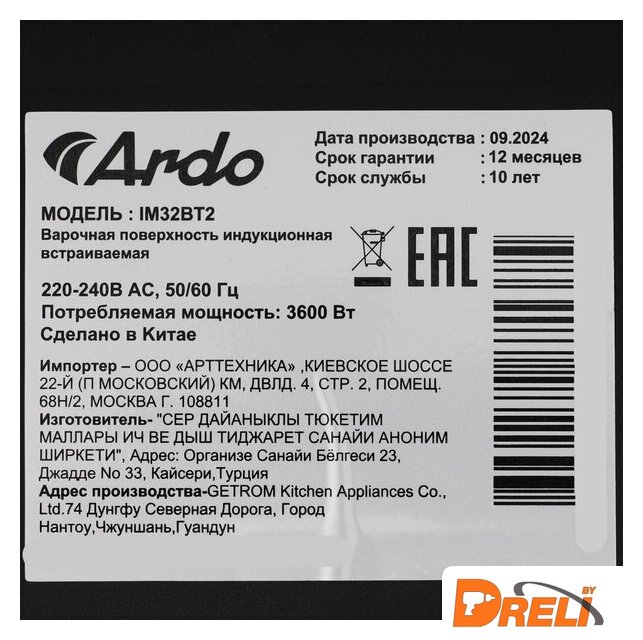 Ardo
Дата производства : 09.2024
Срок гарантии : 12 месяцев
Срок службы : 10 лет
МОДЕЛЬ : IM32BT2
Варочная поверхность индукционная
встраиваемая
EAC
220-240В AC, 50/60 Гц
Потребляемая мощность: 3600 Вт
Сделано в Китае
Импортер – ООО «АРТТЕХНИКА» ,КИЕВСКОЕ ШОССЕ
22-Й (П МОСКОВСКИЙ) КМ, ДВЛД. 4, СТР. 2, ПОМЕЩ.
68Н/2, МОСКВА Г. 108811
Изготовитель- "СЕР ДАЙАНЫКЛЫ ТЮКЕТИМ
МАЛЛАРЫ ИЧ ВЕ ДЫШ ТИДЖАРЕТ САНАЙИ АНОНИМ
ШИРКЕТИ", Адрес: Организе Санайи Бёлгеси 23,
Джадде No 33, Кайсери,Турция
Адрес производства-GETROM Kitchen Appliances Co.,
Ltd.74 Дунгфу Северная Дорога, Город
Нантоу,Чжуншань,Гуандун
DRELI BY